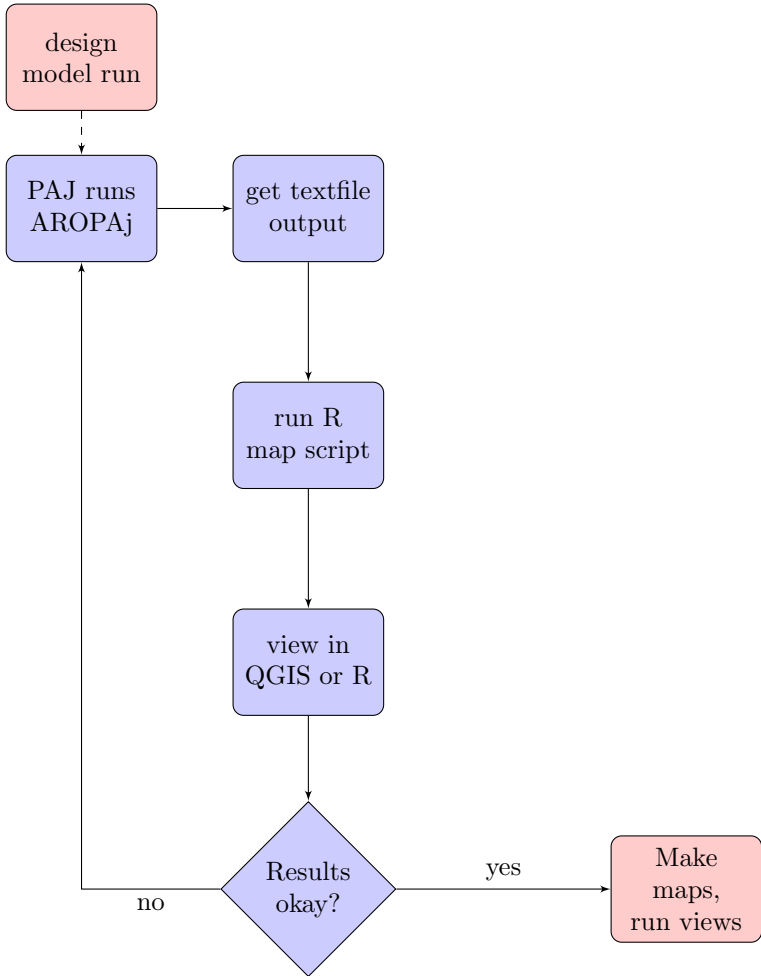 design
model run
PAJ runs
AROPAj
get textfile
output
run R
map script
view in
QGIS or R
Results
okay?
yes
no
Make
maps,
run views